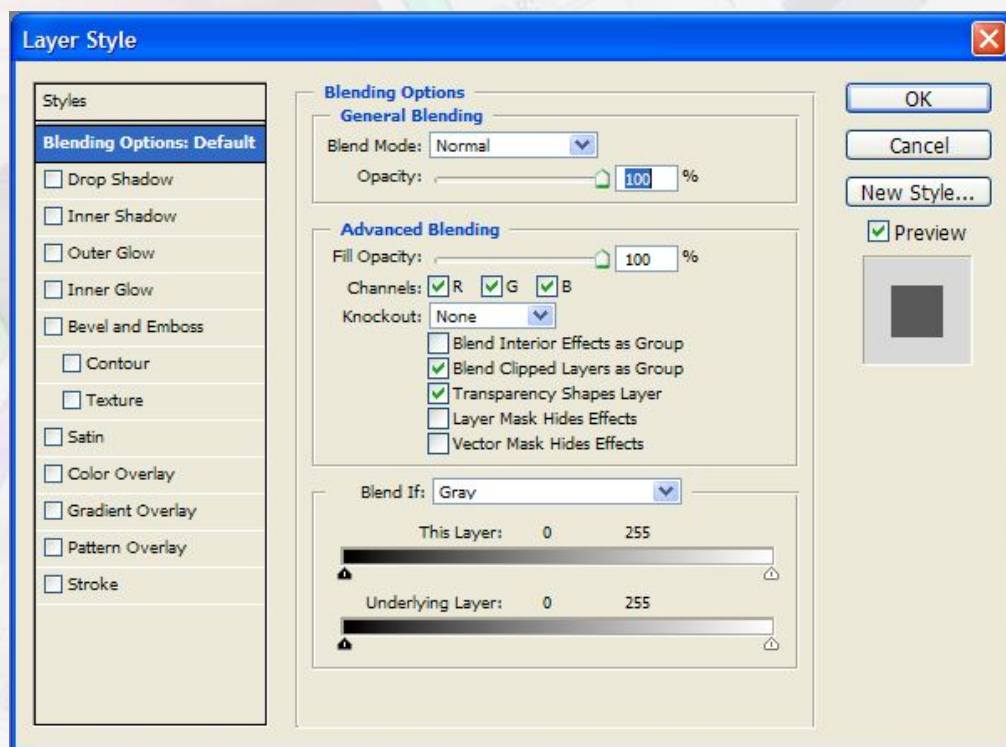 Layer Style
Styles
Blending Options: Default
Drop Shadow
Inner Shadow
Outer Glow
Inner Glow
Bevel and Emboss
Contour
Texture
Satin
Color Overlay
Gradient Overlay
Pattern Overlay
Stroke
Blending Options
General Blending
Blend Mode: Normal
Opacity: 100 %
Advanced Blending
Fill Opacity: 100 %
Channels: R G B
Knockout: None
Blend Interior Effects as Group
Blend Clipped Layers as Group
Transparency Shapes Layer
Layer Mask Hides Effects
Vector Mask Hides Effects
Blend If: Gray
This Layer: 0 255
Underlying Layer: 0 255
OK
Cancel
New Style...
Preview